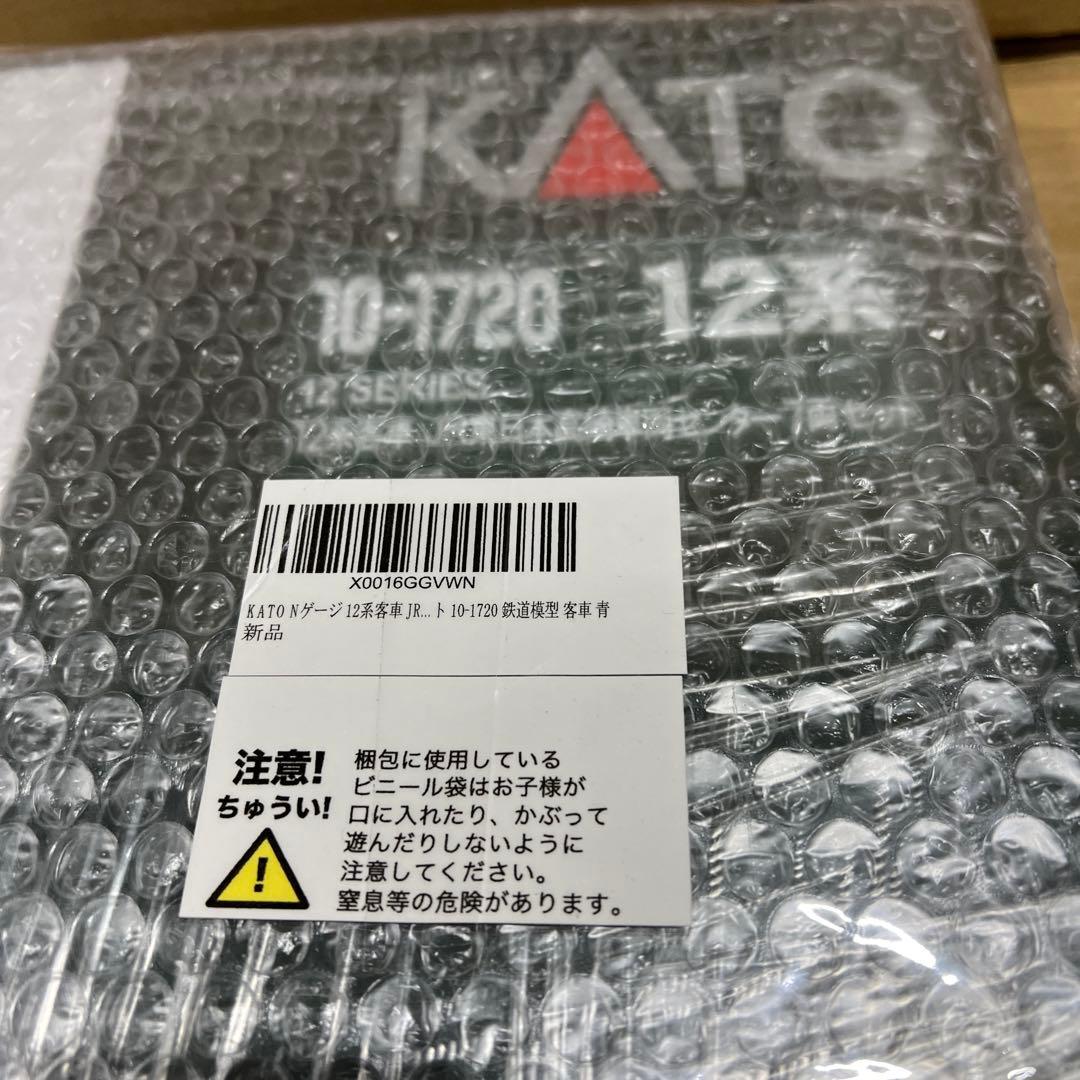 KATO
10-1720 12系
12 SERIES
X0016GGVWN
KATO Nゲージ 12系客車 JR...ト 10-1720 鉄道模型 客車 青
新品
注意!
ちゅうい!
梱包に使用している
ビニール袋はお子様が
口に入れたり、かぶって
遊んだりしないように
注意してください。
窒息等の危険があります。